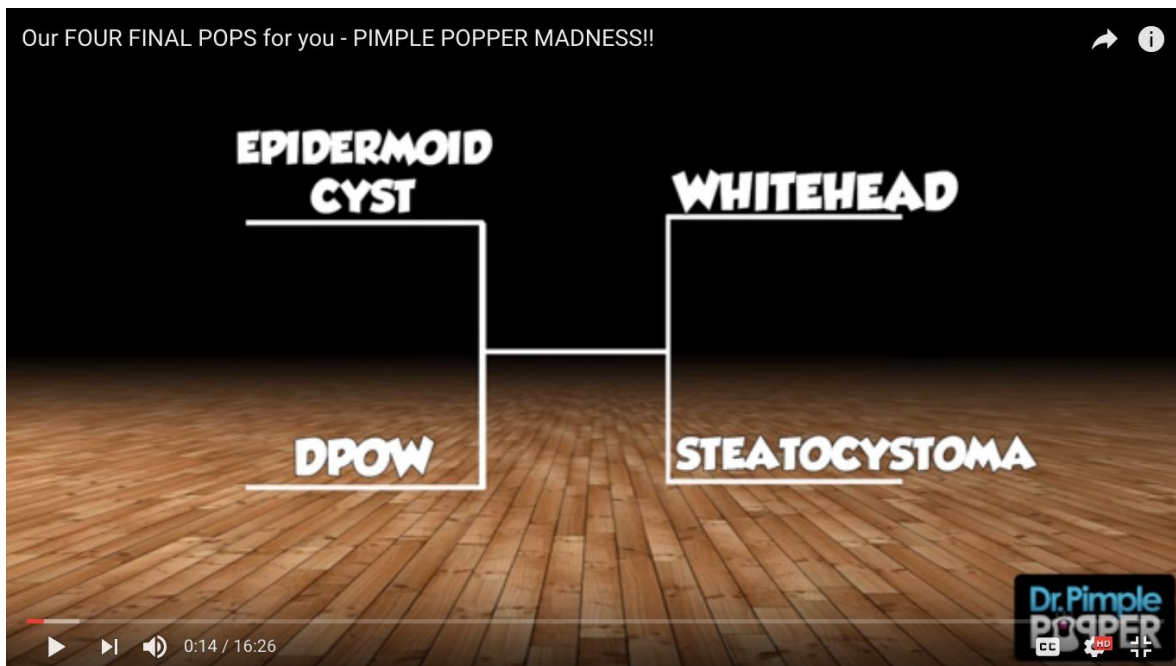 Our FOUR FINAL POPS for you - PIMPLE POPPER MADNESS!!
EPIDERMOID
CYST
WHITEHEAD
DPOW
STEATOCYSTOMA
Dr. Pimple
POPPER
0:14 / 16:26
CC
HD